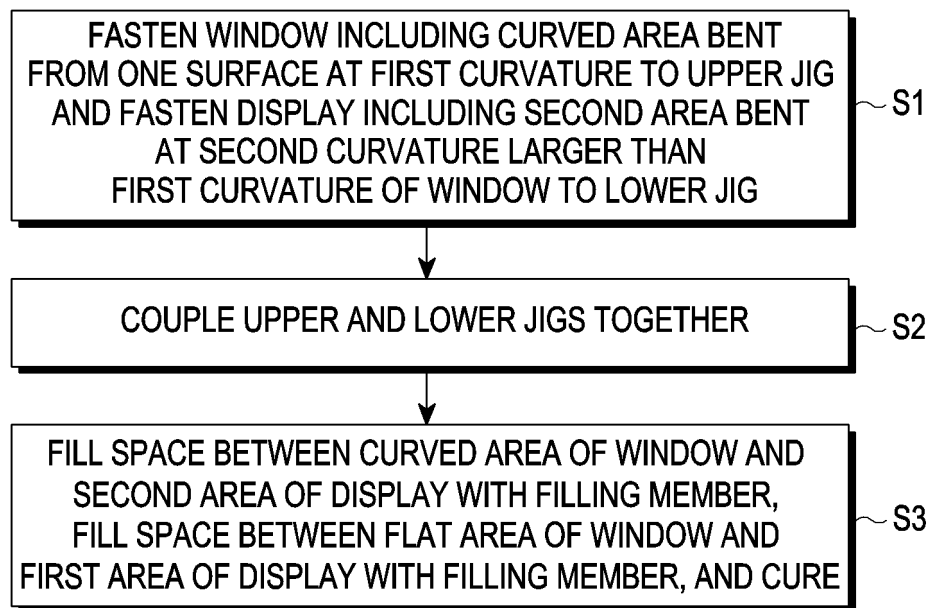 FASTEN WINDOW INCLUDING CURVED AREA BENT
FROM ONE SURFACE AT FIRST CURVATURE TO UPPER JIG
AND FASTEN DISPLAY INCLUDING SECOND AREA BENT
AT SECOND CURVATURE LARGER THAN
FIRST CURVATURE OF WINDOW TO LOWER JIG
S1
COUPLE UPPER AND LOWER JIGS TOGETHER
S2
FILL SPACE BETWEEN CURVED AREA OF WINDOW AND
SECOND AREA OF DISPLAY WITH FILLING MEMBER,
FILL SPACE BETWEEN FLAT AREA OF WINDOW AND
FIRST AREA OF DISPLAY WITH FILLING MEMBER, AND CURE
S3